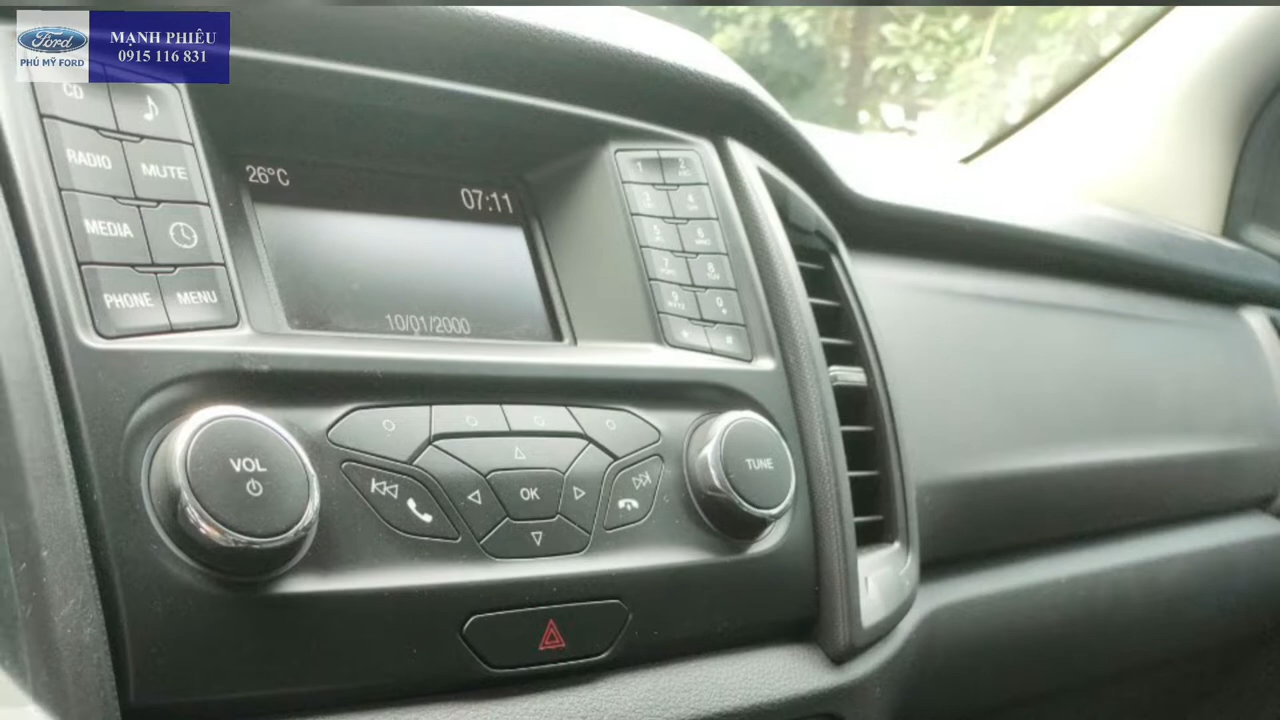 Ford
PHÚ MỸ FORD
MẠNH PHIÊU
0915 116 831
CD
RADIO
MUTE
MEDIA
PHONE
MENU
26°C
07:11
10/01/2000
1
2
4
5
6
7
8
9
0
VOL
OK
TUNE